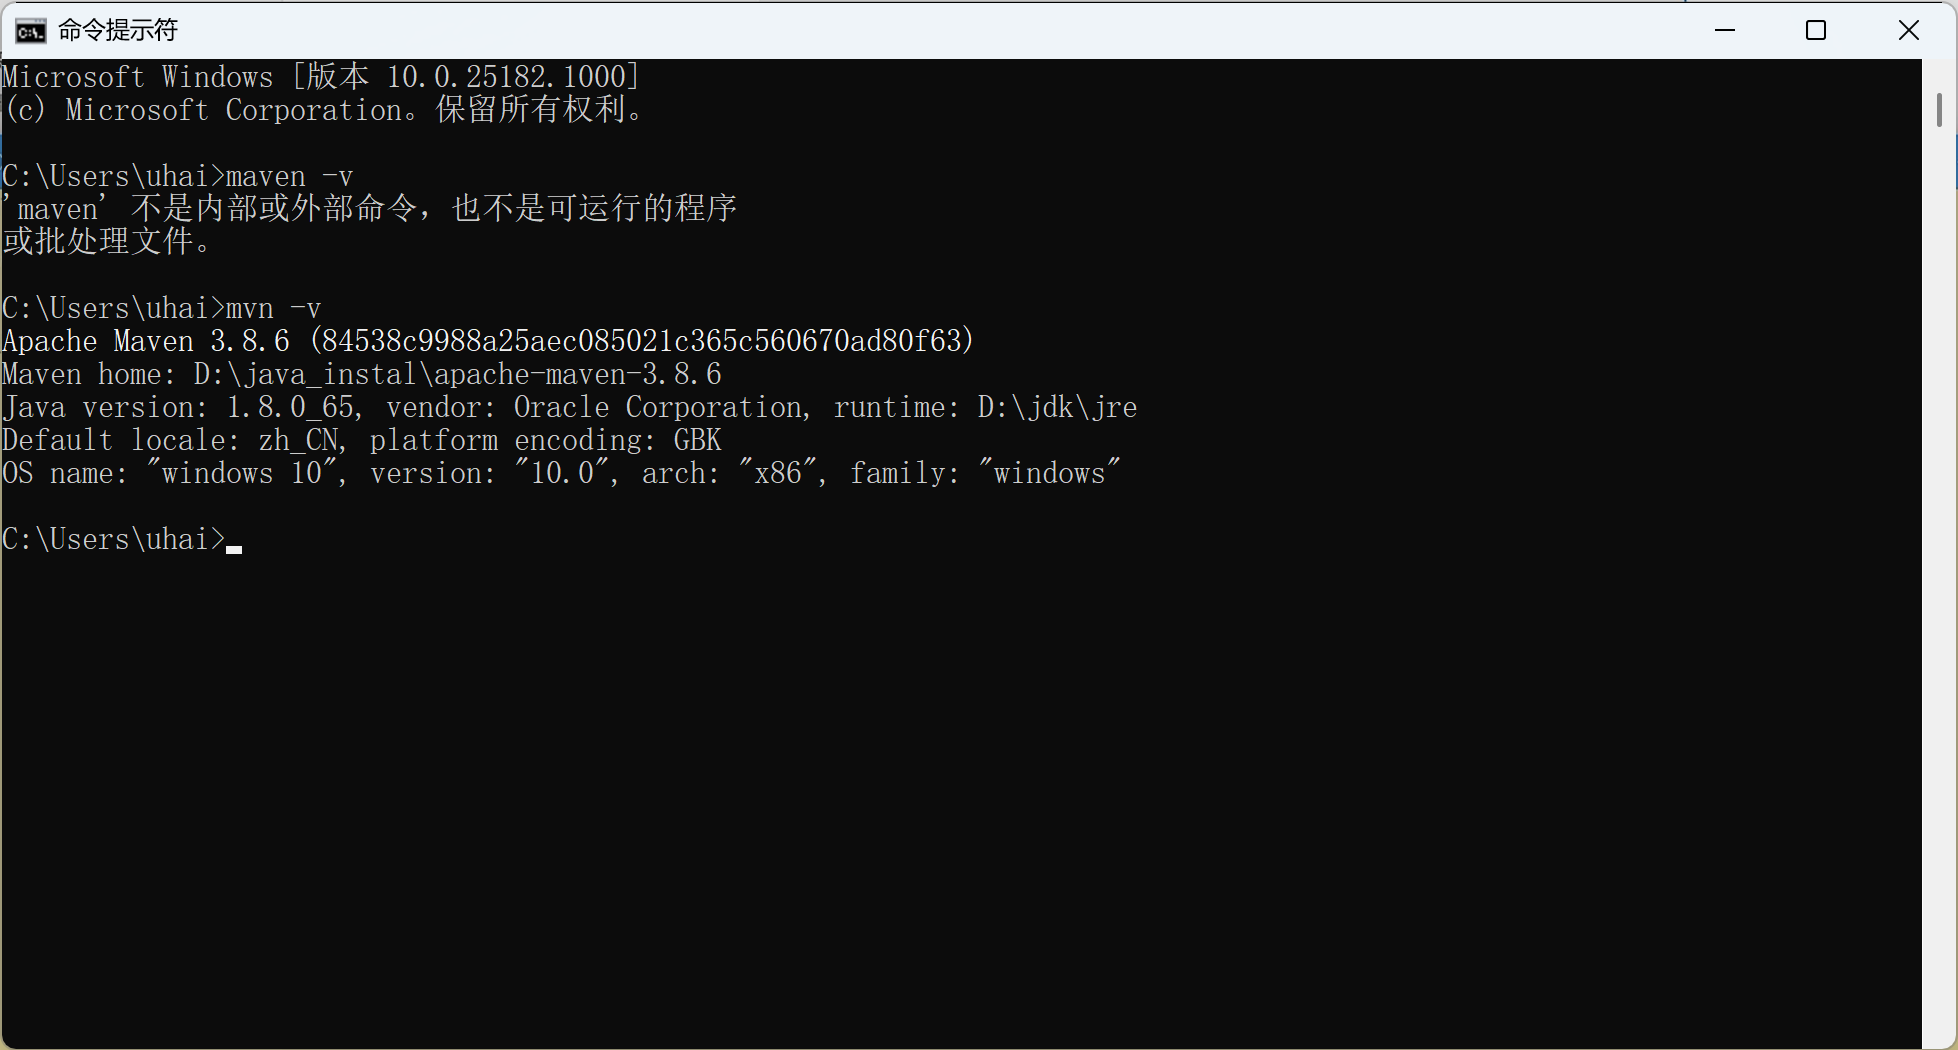 命令提示符
Microsoft Windows [版本 10.0.25182.1000]
(c) Microsoft Corporation。保留所有权利。
C:\Users\uhai>maven -v
'maven' 不是内部或外部命令，也不是可运行的程序
或批处理文件。
C:\Users\uhai>mvn -v
Apache Maven 3.8.6 (84538c9988a25aec085021c365c560670ad80f63)
Maven home: D:\java_instal\apache-maven-3.8.6
Java version: 1.8.0_65, vendor: Oracle Corporation, runtime: D:\jdk\jre
Default locale: zh_CN, platform encoding: GBK
OS name: "windows 10", version: "10.0", arch: "x86", family: "windows"
C:\Users\uhai>